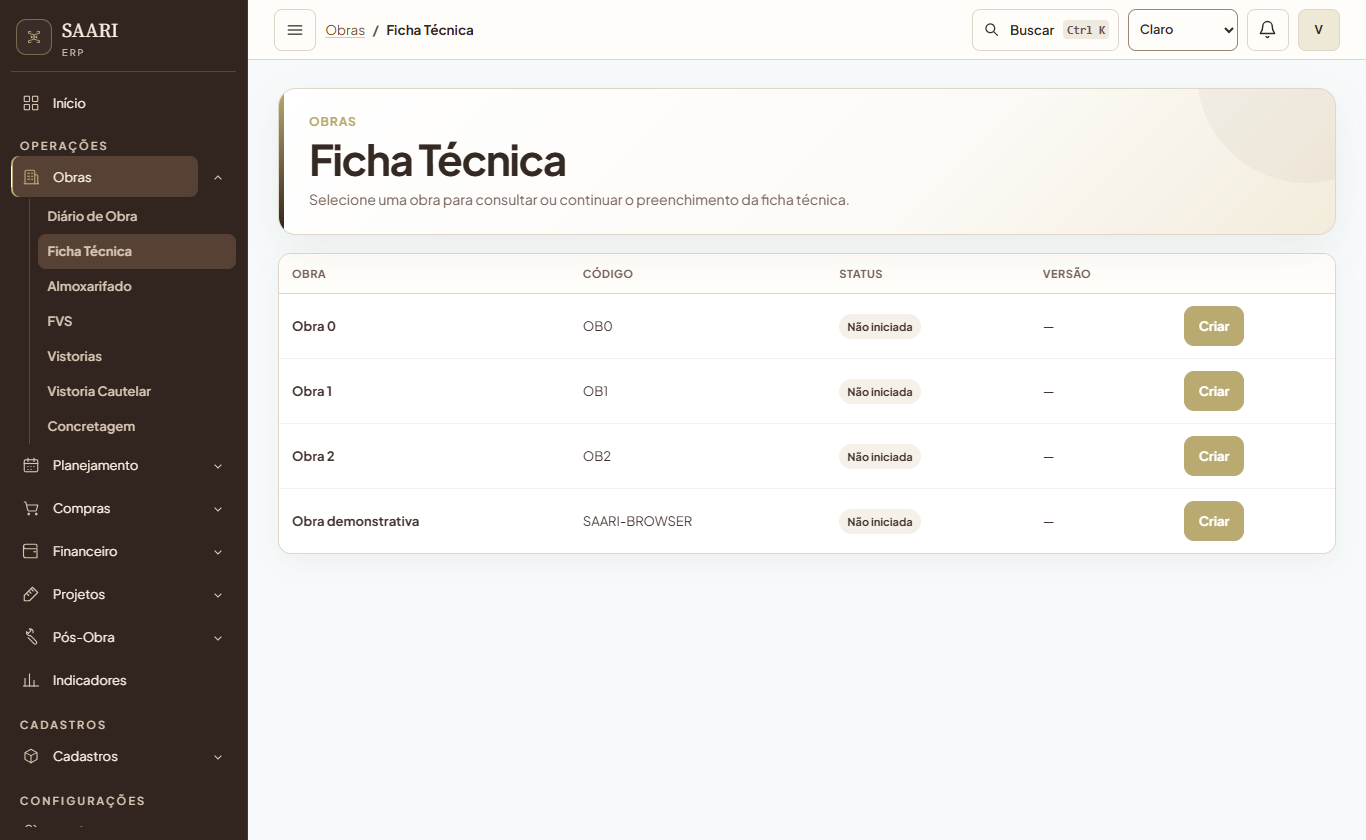 SAARI
ERP
Início
OPERAÇÕES
Obras
Diário de Obra
Ficha Técnica
Almoxarifado
FVS
Vistorias
Vistoria Cautelar
Concretagem
Planejamento
Compras
Financeiro
Projetos
Pós-Obra
Indicadores
CADASTROS
Cadastros
CONFIGURAÇÕES
Obras / Ficha Técnica
Buscar Ctrl K
Claro
V
OBRAS
Ficha Técnica
Selecione uma obra para consultar ou continuar o preenchimento da ficha técnica.
OBRA CÓDIGO STATUS VERSÃO
Obra 0 OB0 Não iniciada — Criar
Obra 1 OB1 Não iniciada — Criar
Obra 2 OB2 Não iniciada — Criar
Obra demonstrativa SAARI-BROWSER Não iniciada — Criar